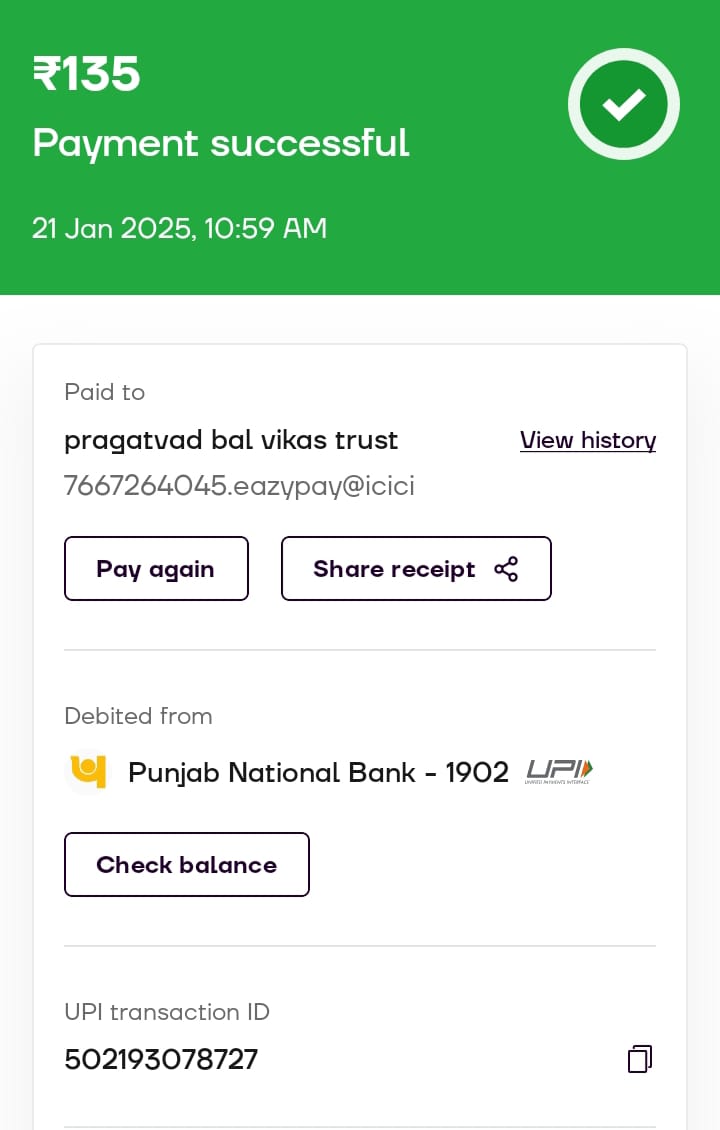 ₹135
Payment successful
21 Jan 2025, 10:59 AM
Paid to
pragatvad bal vikas trust
View history
7667264045.eazypay@icici
Pay again
Share receipt
Debited from
Punjab National Bank - 1902
UPI
UNIFIED PAYMENTS INTERFACE
Check balance
UPI transaction ID
502193078727